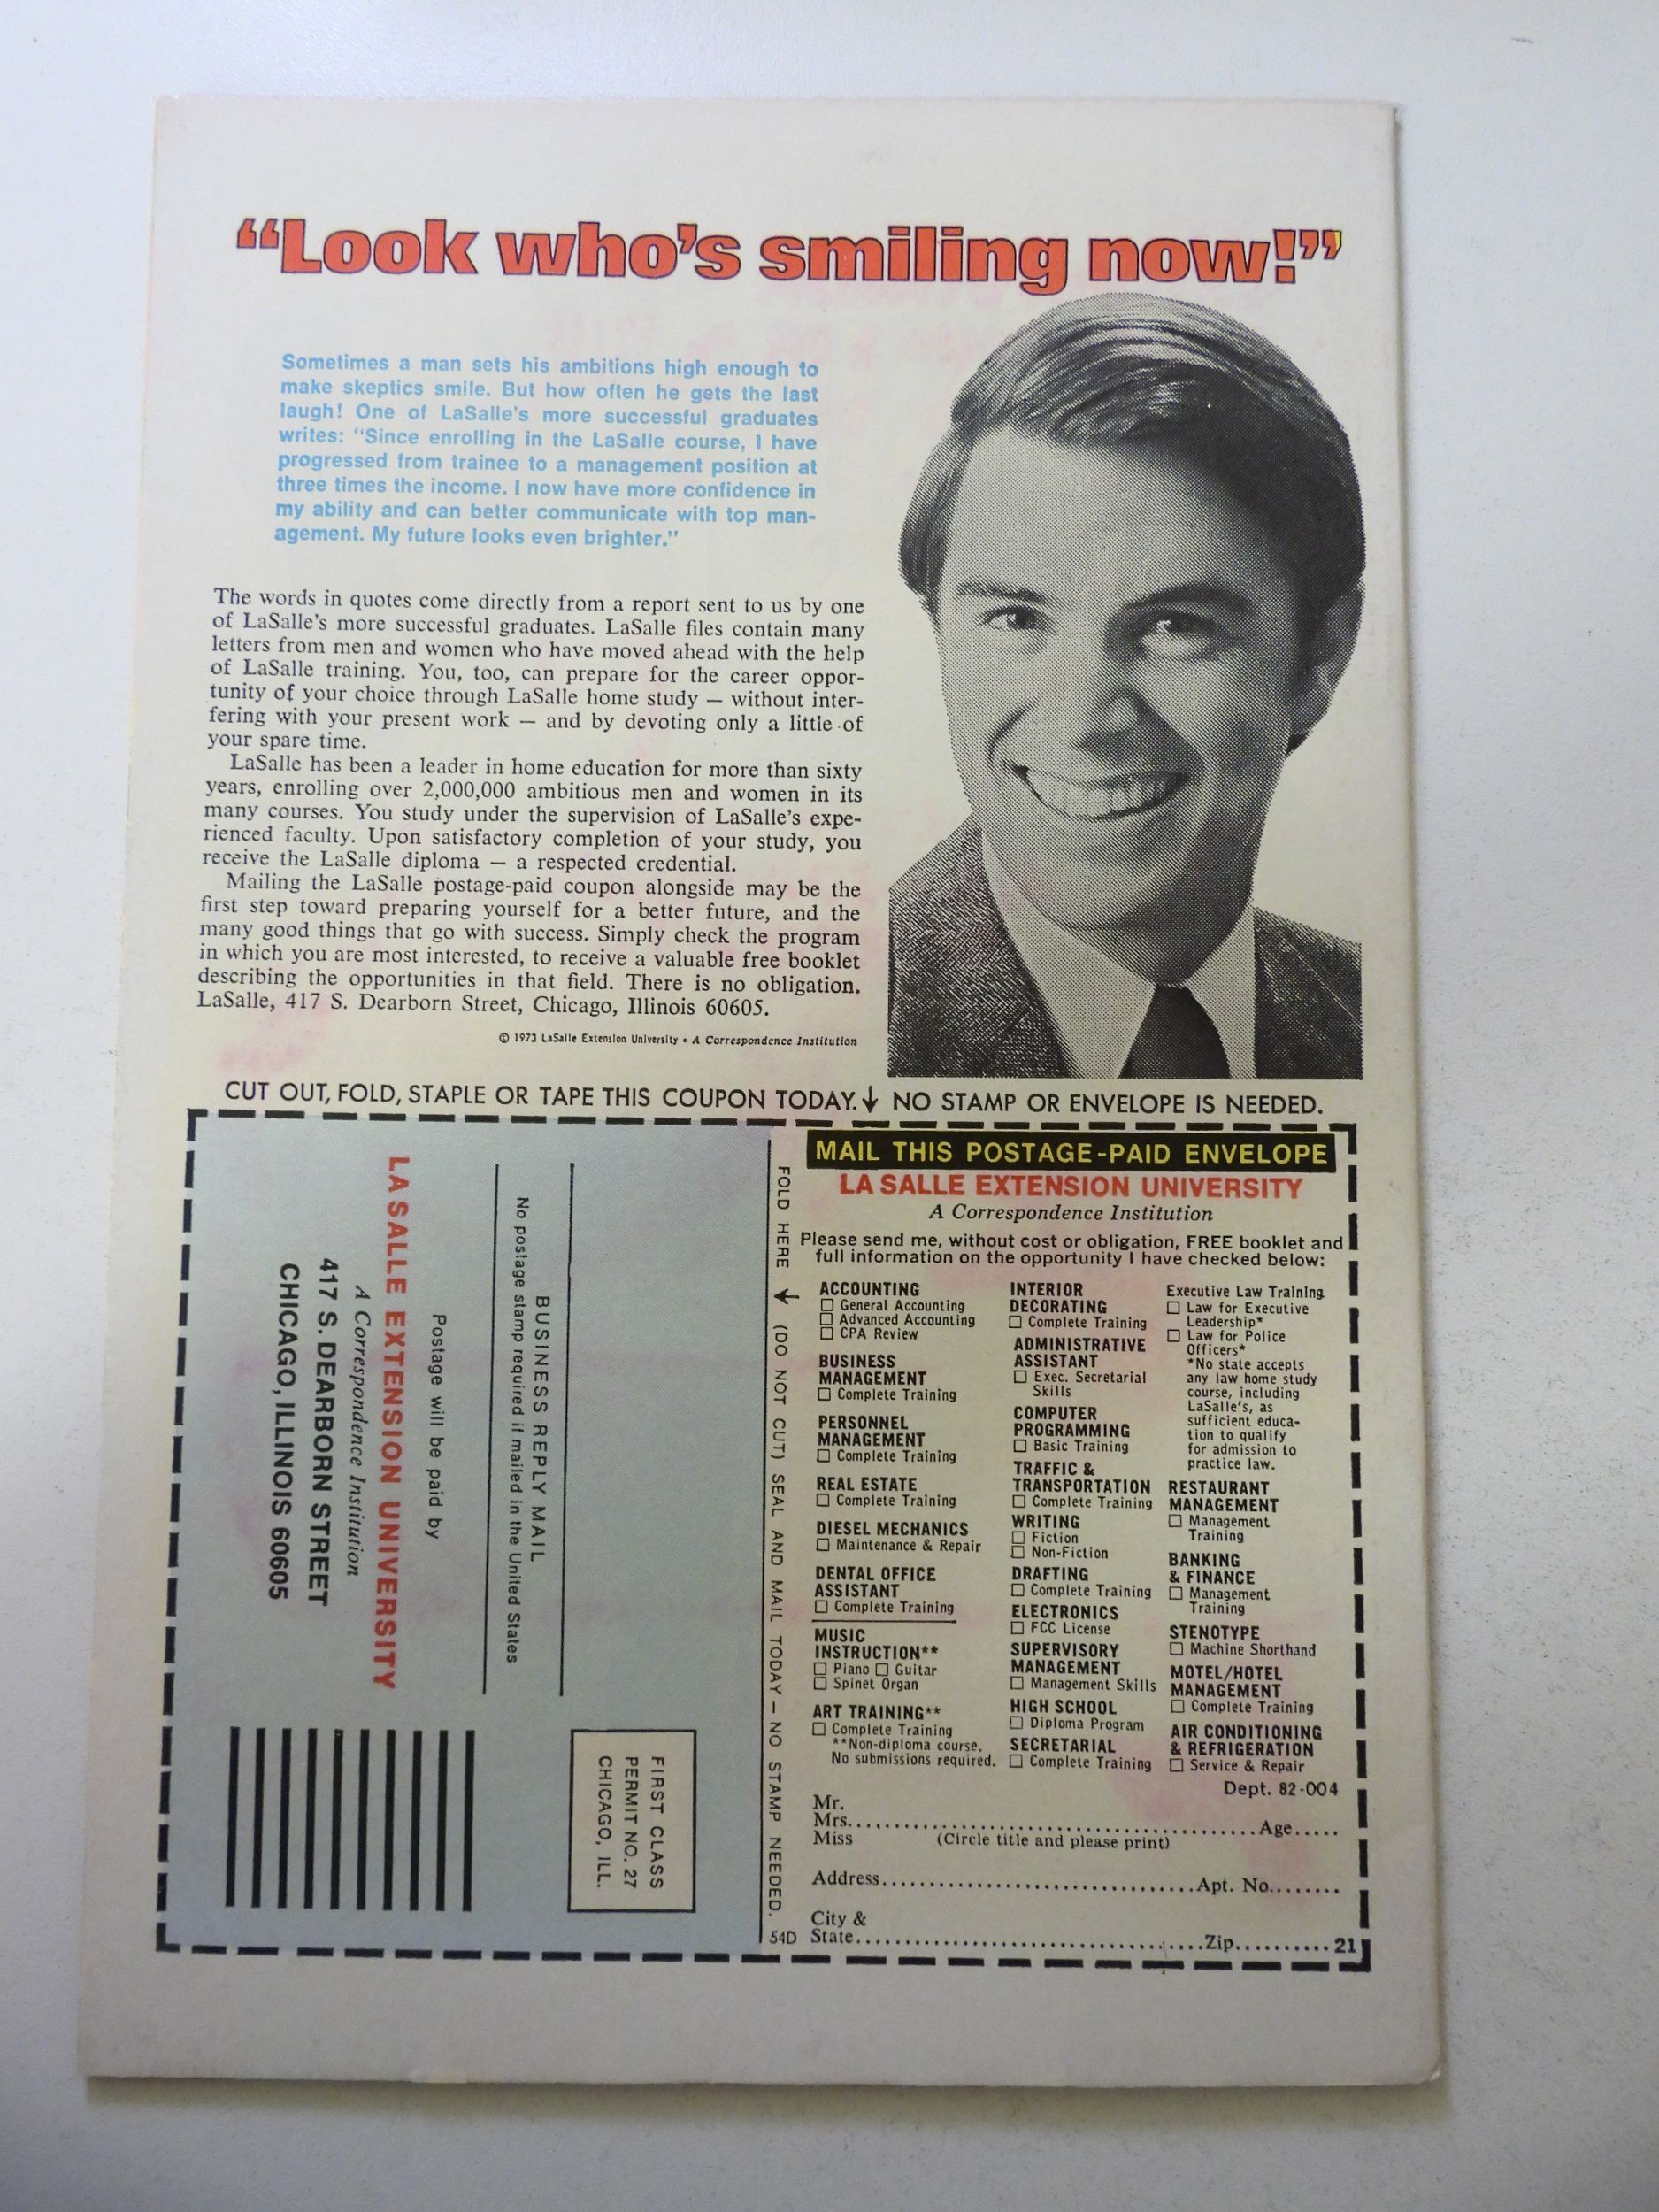 “Look who’s smiling now!”
Sometimes a man sets his ambitions high enough to
make skeptics smile. But how often he gets the last
laugh! One of LaSalle’s more successful graduates
writes: “Since enrolling in the LaSalle course, I have
progressed from trainee to a management position at
three times the income. I now have more confidence in
my ability and can better communicate with top man-
agement. My future looks even brighter.”
The words in quotes come directly from a report sent to us by one
of LaSalle’s more successful graduates. LaSalle files contain many
letters from men and women who have moved ahead with the help
of LaSalle training. You, too, can prepare for the career oppor-
tunity of your choice through LaSalle home study — without inter-
fering with your present work — and by devoting only a little of
your spare time.
LaSalle has been a leader in home education for more than sixty
years, enrolling over 2,000,000 ambitious men and women in its
many courses. You study under the supervision of LaSalle’s expe-
rienced faculty. Upon satisfactory completion of your study, you
receive the LaSalle diploma — a respected credential.
Mailing the LaSalle postage-paid coupon alongside may be the
first step toward preparing yourself for a better future, and the
many good things that go with success. Simply check the program
in which you are most interested, to receive a valuable free booklet
describing the opportunities in that field. There is no obligation.
LaSalle, 417 S. Dearborn Street, Chicago, Illinois 60605.
© 1973 LaSalle Extension University • A Correspondence Institution
CUT OUT, FOLD, STAPLE OR TAPE THIS COUPON TODAY. ↓ NO STAMP OR ENVELOPE IS NEEDED.
FIRST CLASS
PERMIT NO. 27
CHICAGO, ILL.
BUSINESS REPLY MAIL
No postage stamp required if mailed in the United States
Postage will be paid by
LA SALLE EXTENSION UNIVERSITY
A Correspondence Institution
417 S. DEARBORN STREET
CHICAGO, ILLINOIS 60605
FOLD HERE → (DO NOT CUT) SEAL AND MAIL TODAY — NO STAMP NEEDED.
54D
MAIL THIS POSTAGE-PAID ENVELOPE
LA SALLE EXTENSION UNIVERSITY
A Correspondence Institution
Please send me, without cost or obligation, FREE booklet and
full information on the opportunity I have checked below:
ACCOUNTING
☐ General Accounting
☐ Advanced Accounting
☐ CPA Review
BUSINESS
MANAGEMENT
☐ Complete Training
PERSONNEL
MANAGEMENT
☐ Complete Training
REAL ESTATE
☐ Complete Training
DIESEL MECHANICS
☐ Maintenance & Repair
DENTAL OFFICE
ASSISTANT
☐ Complete Training
MUSIC
INSTRUCTION**
☐ Piano ☐ Guitar
☐ Spinet Organ
ART TRAINING**
☐ Complete Training
**Non-diploma course.
No submissions required.
INTERIOR
DECORATING
☐ Complete Training
ADMINISTRATIVE
ASSISTANT
☐ Exec. Secretarial
Skills
COMPUTER
PROGRAMMING
☐ Basic Training
TRAFFIC &
TRANSPORTATION
☐ Complete Training
WRITING
☐ Fiction
☐ Non-Fiction
DRAFTING
☐ Complete Training
ELECTRONICS
☐ FCC License
SUPERVISORY
MANAGEMENT
☐ Management Skills
HIGH SCHOOL
☐ Diploma Program
SECRETARIAL
☐ Complete Training
Executive Law Training
☐ Law for Executive
Leadership*
☐ Law for Police
Officers*
*No state accepts
any law home study
course, including
LaSalle’s, as
sufficient educa-
tion to qualify
for admission to
practice law.
RESTAURANT
MANAGEMENT
☐ Management
Training
BANKING
& FINANCE
☐ Management
Training
STENOTYPE
☐ Machine Shorthand
MOTEL/HOTEL
MANAGEMENT
☐ Complete Training
AIR CONDITIONING
& REFRIGERATION
☐ Service & Repair
Dept. 82-004
Mr.
Mrs..........Age.....
Miss (Circle title and please print)
Address..........Apt. No........
City &
State..........Zip.......... 21